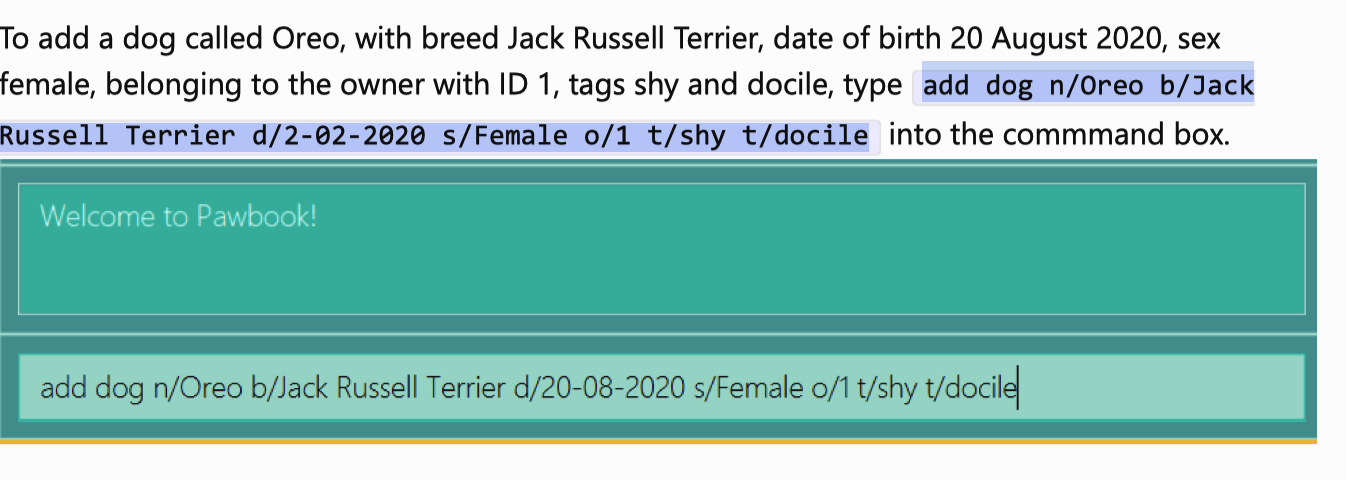 To add a dog called Oreo, with breed Jack Russell Terrier, date of birth 20 August 2020, sex
female, belonging to the owner with ID 1, tags shy and docile, type add dog n/Oreo b/Jack
Russell Terrier d/2-02-2020 s/Female o/1 t/shy t/docile into the commmand box.
Welcome to Pawbook!
add dog n/Oreo b/Jack Russell Terrier d/20-08-2020 s/Female o/1 t/shy t/docile